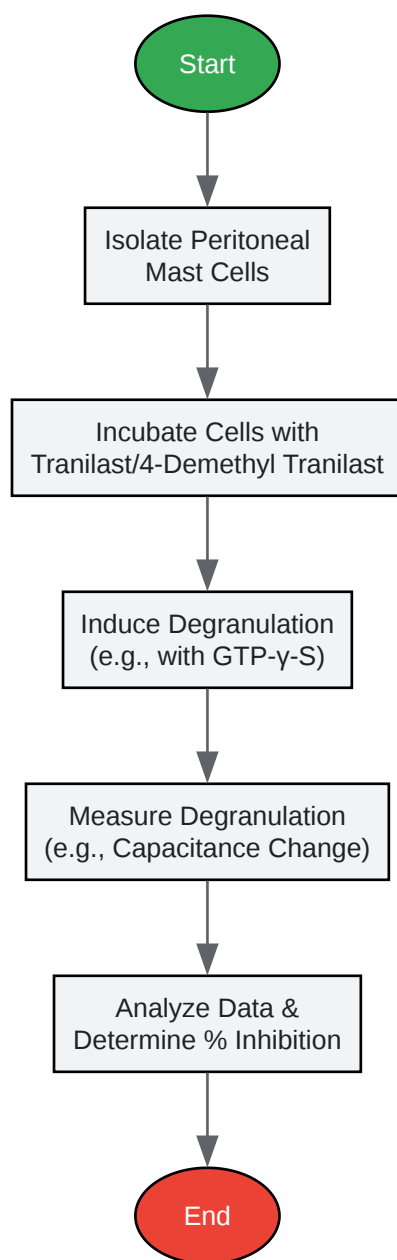 Start
Isolate Peritoneal
Mast Cells
Incubate Cells with
Tranilast/4-Demethyl Tranilast
Induce Degranulation
(e.g., with GTP-γ-S)
Measure Degranulation
(e.g., Capacitance Change)
Analyze Data &
Determine % Inhibition
End